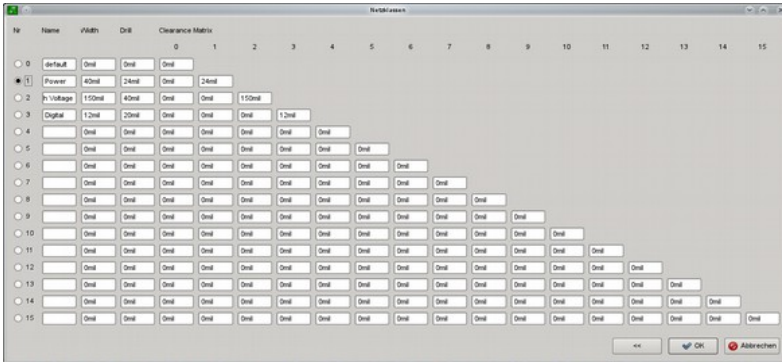 Netzklassen
Nr Name Width Drill Clearance Matrix
0 1 2 3 4 5 6 7 8 9 10 11 12 13 14 15
0 default 0mil 0mil 0mil
1 Power 40mil 24mil 0mil 24mil
2 h Voltage 150mil 40mil 0mil 0mil 150mil
3 Digital 12mil 20mil 0mil 0mil 0mil 12mil
4 0mil 0mil 0mil 0mil 0mil 0mil 0mil
5 0mil 0mil 0mil 0mil 0mil 0mil 0mil 0mil
6 0mil 0mil 0mil 0mil 0mil 0mil 0mil 0mil 0mil
7 0mil 0mil 0mil 0mil 0mil 0mil 0mil 0mil 0mil 0mil
8 0mil 0mil 0mil 0mil 0mil 0mil 0mil 0mil 0mil 0mil 0mil
9 0mil 0mil 0mil 0mil 0mil 0mil 0mil 0mil 0mil 0mil 0mil 0mil
10 0mil 0mil 0mil 0mil 0mil 0mil 0mil 0mil 0mil 0mil 0mil 0mil 0mil
11 0mil 0mil 0mil 0mil 0mil 0mil 0mil 0mil 0mil 0mil 0mil 0mil 0mil 0mil
12 0mil 0mil 0mil 0mil 0mil 0mil 0mil 0mil 0mil 0mil 0mil 0mil 0mil 0mil 0mil
13 0mil 0mil 0mil 0mil 0mil 0mil 0mil 0mil 0mil 0mil 0mil 0mil 0mil 0mil 0mil 0mil
14 0mil 0mil 0mil 0mil 0mil 0mil 0mil 0mil 0mil 0mil 0mil 0mil 0mil 0mil 0mil 0mil 0mil
15 0mil 0mil 0mil 0mil 0mil 0mil 0mil 0mil 0mil 0mil 0mil 0mil 0mil 0mil 0mil 0mil 0mil 0mil
<< OK Abbrechen